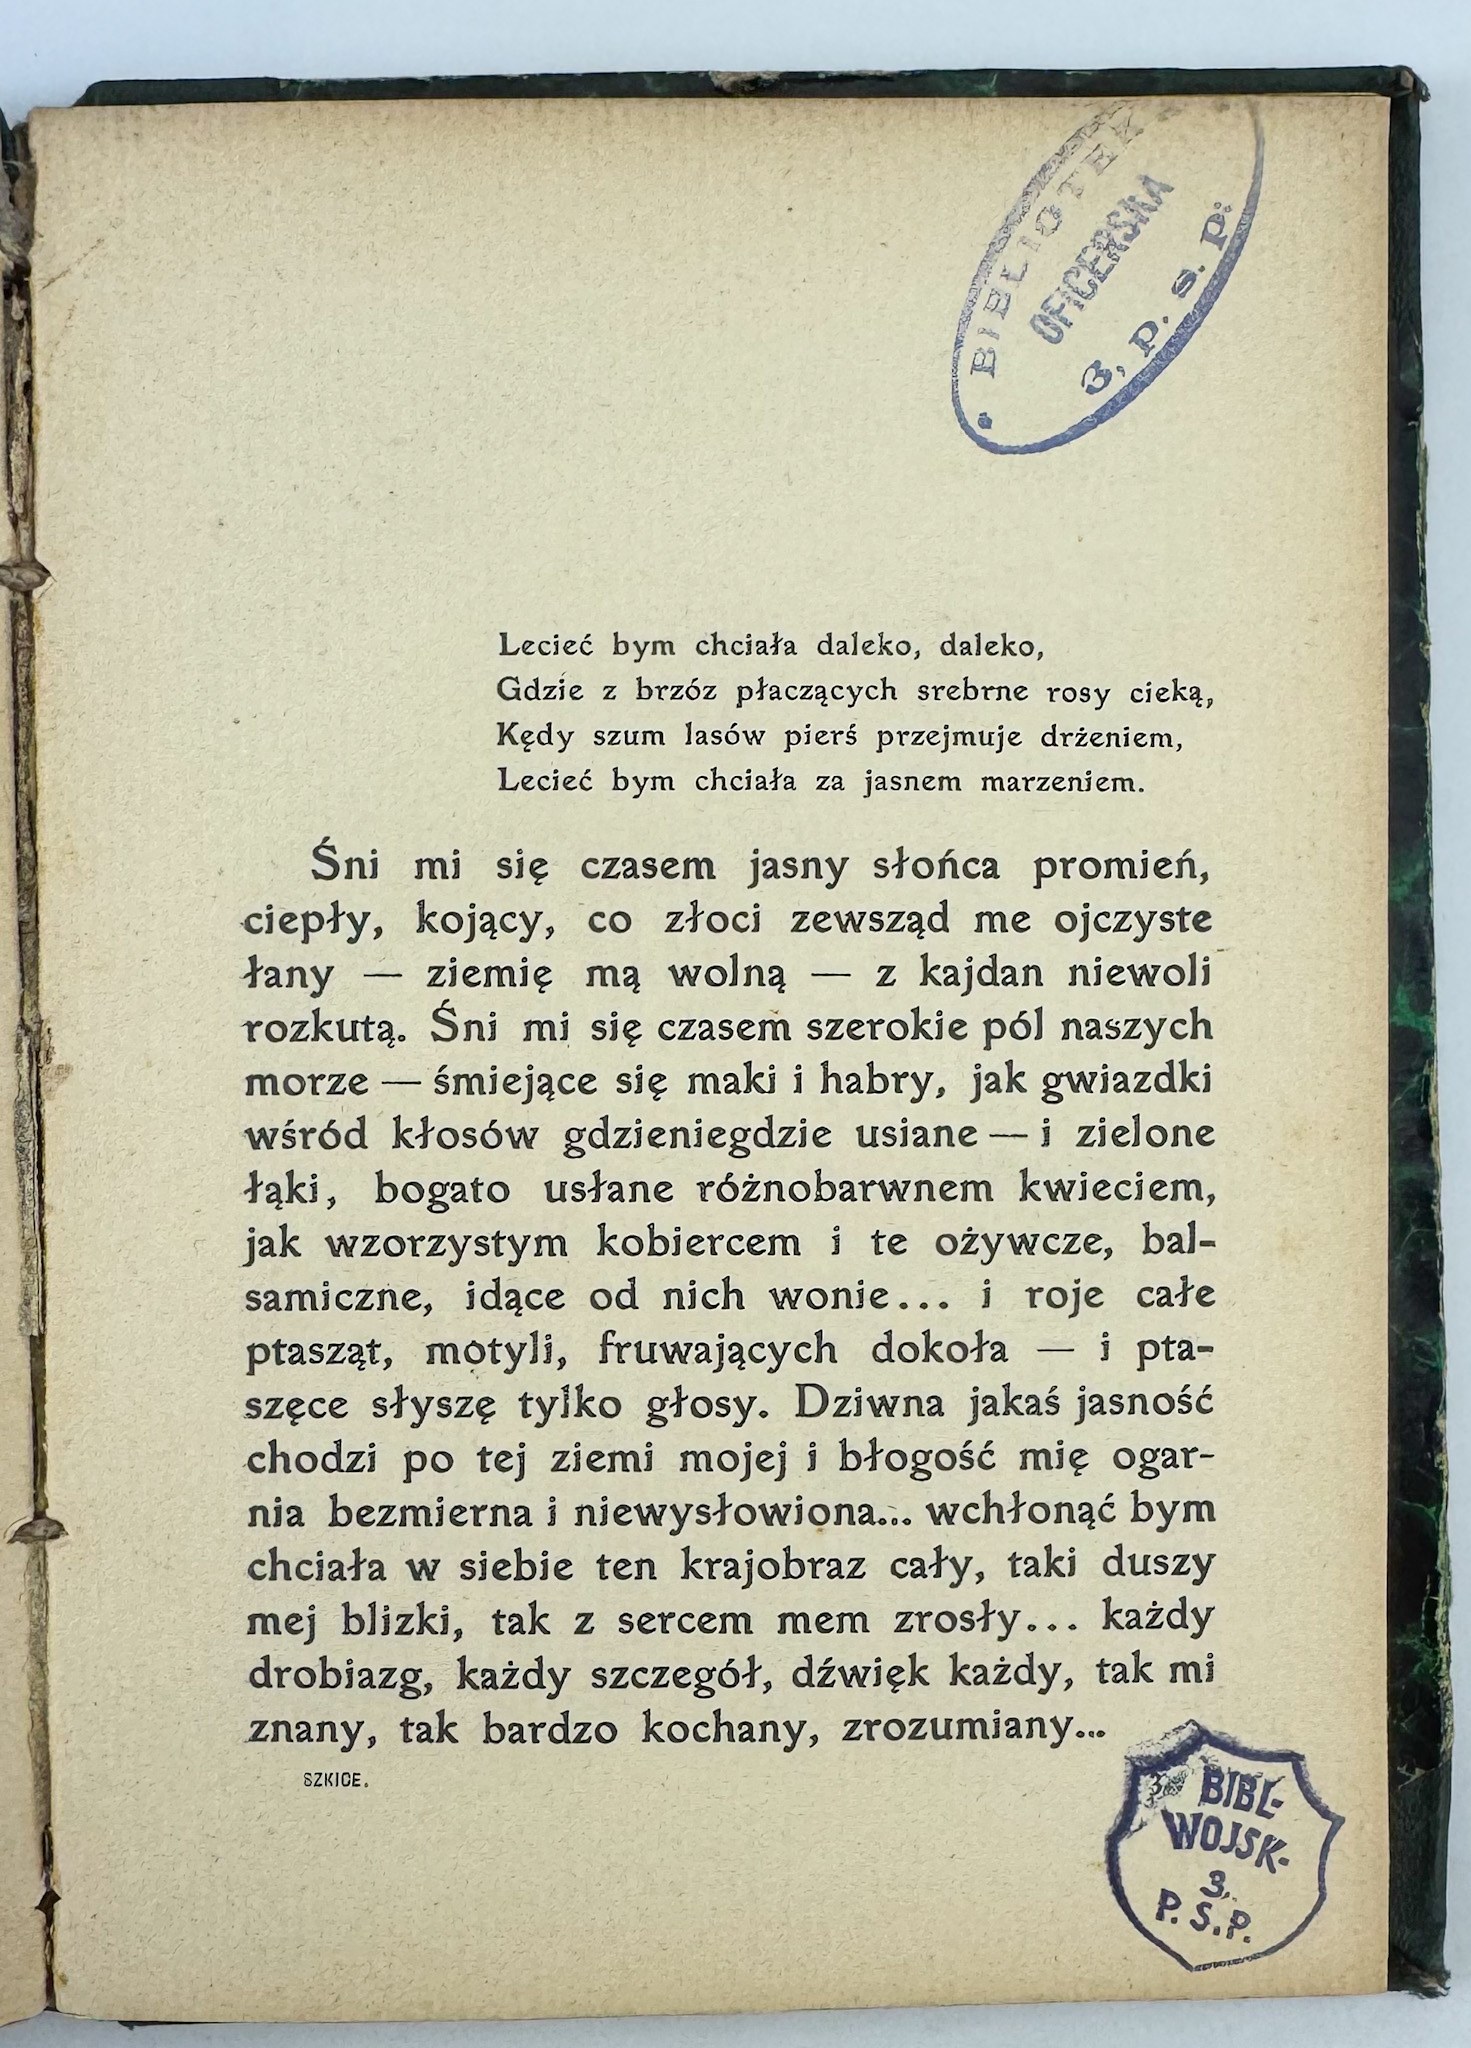 BIBLIOTEK
OFICERSKA
3, P. S. P.
Lecieć bym chciała daleko, daleko,
Gdzie z brzóz płaczących srebrne rosy cieką,
Kędy szum lasów pierś przejmuje drżeniem,
Lecieć bym chciała za jasnem marzeniem.
Śni mi się czasem jasny słońca promień,
ciepły, kojący, co złoci zewsząd me ojczyste
łany — ziemię mą wolną — z kajdan niewoli
rozkutą. Śni mi się czasem szerokie pól naszych
morze — śmiejące się maki i habry, jak gwiazdki
wśród kłosów gdzieniegdzie usiane — i zielone
łąki, bogato usłane różnobarwnem kwieciem,
jak wzorzystym kobiercem i te ożywcze, bal-
samiczne, idące od nich wonie... i roje całe
ptasząt, motyli, fruwających dokoła — i pta-
szęce słyszę tylko głosy. Dziwna jakaś jasność
chodzi po tej ziemi mojej i błogość mię ogar-
nia bezmierna i niewysłowiona... wchłonąć bym
chciała w siebie ten krajobraz cały, taki duszy
mej blizki, tak z sercem mem zrosły... każdy
drobiazg, każdy szczegół, dźwięk każdy, tak mi
znany, tak bardzo kochany, zrozumiany...
SZKICE.
BIBL-
WOJSK-
3,
P. S. P.